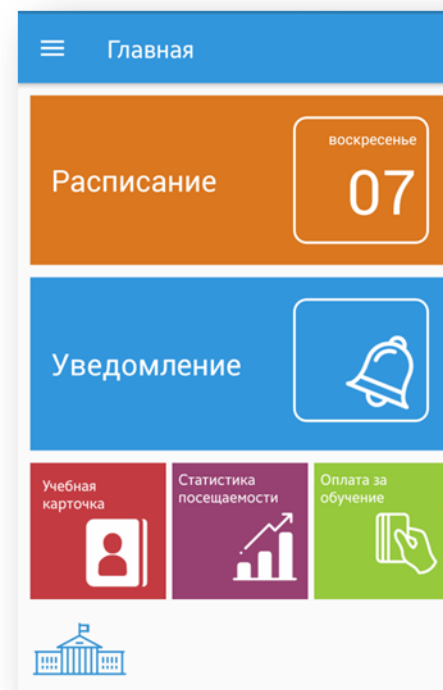 Главная
воскресенье
Расписание
07
Уведомление
Учебная
карточка
Статистика
посещаемости
Оплата за
обучение